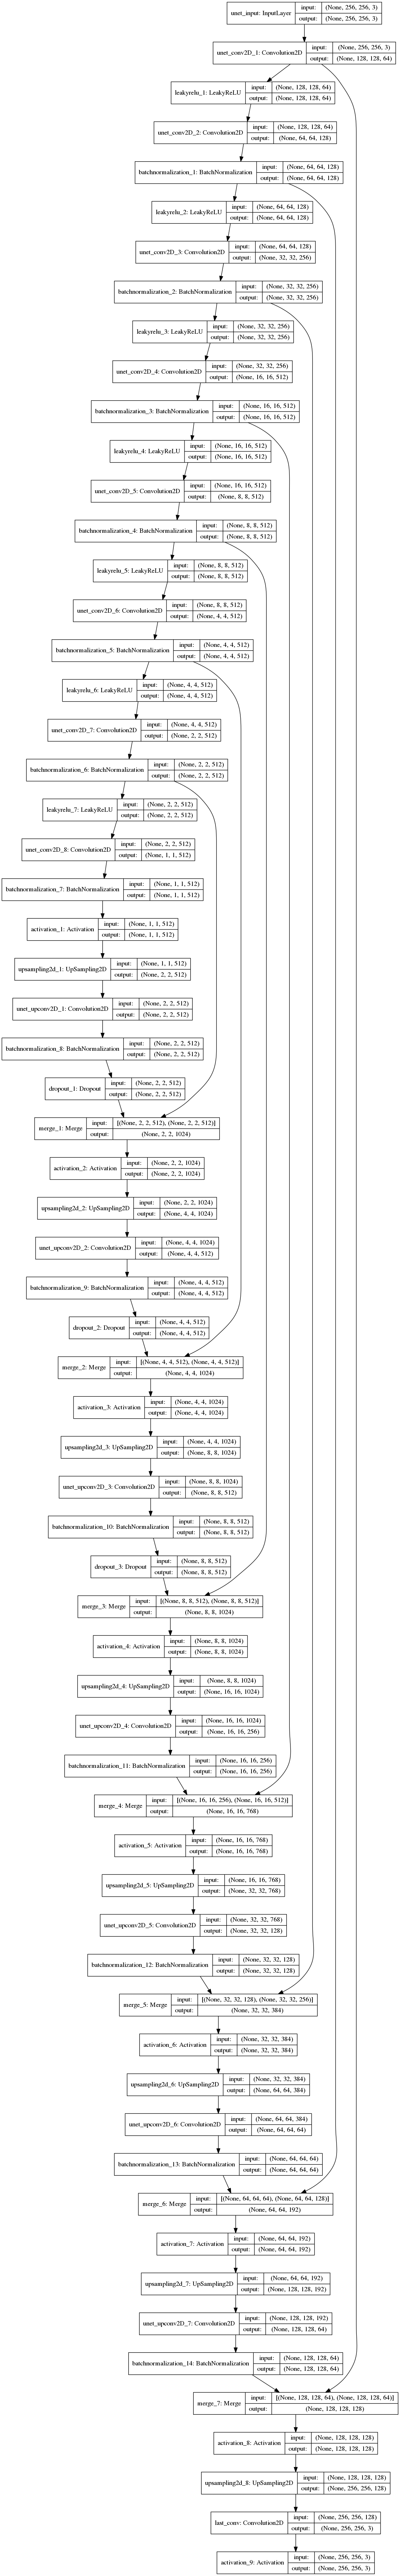 unet_input: InputLayer
input: (None, 256, 256, 3)
output: (None, 256, 256, 3)
unet_conv2D_1: Convolution2D
input: (None, 256, 256, 3)
output: (None, 128, 128, 64)
leakyrelu_1: LeakyReLU
input: (None, 128, 128, 64)
output: (None, 128, 128, 64)
unet_conv2D_2: Convolution2D
input: (None, 128, 128, 64)
output: (None, 64, 64, 128)
batchnormalization_1: BatchNormalization
input: (None, 64, 64, 128)
output: (None, 64, 64, 128)
leakyrelu_2: LeakyReLU
input: (None, 64, 64, 128)
output: (None, 64, 64, 128)
unet_conv2D_3: Convolution2D
input: (None, 64, 64, 128)
output: (None, 32, 32, 256)
batchnormalization_2: BatchNormalization
input: (None, 32, 32, 256)
output: (None, 32, 32, 256)
leakyrelu_3: LeakyReLU
input: (None, 32, 32, 256)
output: (None, 32, 32, 256)
unet_conv2D_4: Convolution2D
input: (None, 32, 32, 256)
output: (None, 16, 16, 512)
batchnormalization_3: BatchNormalization
input: (None, 16, 16, 512)
output: (None, 16, 16, 512)
leakyrelu_4: LeakyReLU
input: (None, 16, 16, 512)
output: (None, 16, 16, 512)
unet_conv2D_5: Convolution2D
input: (None, 16, 16, 512)
output: (None, 8, 8, 512)
batchnormalization_4: BatchNormalization
input: (None, 8, 8, 512)
output: (None, 8, 8, 512)
leakyrelu_5: LeakyReLU
input: (None, 8, 8, 512)
output: (None, 8, 8, 512)
unet_conv2D_6: Convolution2D
input: (None, 8, 8, 512)
output: (None, 4, 4, 512)
batchnormalization_5: BatchNormalization
input: (None, 4, 4, 512)
output: (None, 4, 4, 512)
leakyrelu_6: LeakyReLU
input: (None, 4, 4, 512)
output: (None, 4, 4, 512)
unet_conv2D_7: Convolution2D
input: (None, 4, 4, 512)
output: (None, 2, 2, 512)
batchnormalization_6: BatchNormalization
input: (None, 2, 2, 512)
output: (None, 2, 2, 512)
leakyrelu_7: LeakyReLU
input: (None, 2, 2, 512)
output: (None, 2, 2, 512)
unet_conv2D_8: Convolution2D
input: (None, 2, 2, 512)
output: (None, 1, 1, 512)
batchnormalization_7: BatchNormalization
input: (None, 1, 1, 512)
output: (None, 1, 1, 512)
activation_1: Activation
input: (None, 1, 1, 512)
output: (None, 1, 1, 512)
upsampling2d_1: UpSampling2D
input: (None, 1, 1, 512)
output: (None, 2, 2, 512)
unet_upconv2D_1: Convolution2D
input: (None, 2, 2, 512)
output: (None, 2, 2, 512)
batchnormalization_8: BatchNormalization
input: (None, 2, 2, 512)
output: (None, 2, 2, 512)
dropout_1: Dropout
input: (None, 2, 2, 512)
output: (None, 2, 2, 512)
merge_1: Merge
input: [(None, 2, 2, 512), (None, 2, 2, 512)]
output: (None, 2, 2, 1024)
activation_2: Activation
input: (None, 2, 2, 1024)
output: (None, 2, 2, 1024)
upsampling2d_2: UpSampling2D
input: (None, 2, 2, 1024)
output: (None, 4, 4, 1024)
unet_upconv2D_2: Convolution2D
input: (None, 4, 4, 1024)
output: (None, 4, 4, 512)
batchnormalization_9: BatchNormalization
input: (None, 4, 4, 512)
output: (None, 4, 4, 512)
dropout_2: Dropout
input: (None, 4, 4, 512)
output: (None, 4, 4, 512)
merge_2: Merge
input: [(None, 4, 4, 512), (None, 4, 4, 512)]
output: (None, 4, 4, 1024)
activation_3: Activation
input: (None, 4, 4, 1024)
output: (None, 4, 4, 1024)
upsampling2d_3: UpSampling2D
input: (None, 4, 4, 1024)
output: (None, 8, 8, 1024)
unet_upconv2D_3: Convolution2D
input: (None, 8, 8, 1024)
output: (None, 8, 8, 512)
batchnormalization_10: BatchNormalization
input: (None, 8, 8, 512)
output: (None, 8, 8, 512)
dropout_3: Dropout
input: (None, 8, 8, 512)
output: (None, 8, 8, 512)
merge_3: Merge
input: [(None, 8, 8, 512), (None, 8, 8, 512)]
output: (None, 8, 8, 1024)
activation_4: Activation
input: (None, 8, 8, 1024)
output: (None, 8, 8, 1024)
upsampling2d_4: UpSampling2D
input: (None, 8, 8, 1024)
output: (None, 16, 16, 1024)
unet_upconv2D_4: Convolution2D
input: (None, 16, 16, 1024)
output: (None, 16, 16, 256)
batchnormalization_11: BatchNormalization
input: (None, 16, 16, 256)
output: (None, 16, 16, 256)
merge_4: Merge
input: [(None, 16, 16, 256), (None, 16, 16, 512)]
output: (None, 16, 16, 768)
activation_5: Activation
input: (None, 16, 16, 768)
output: (None, 16, 16, 768)
upsampling2d_5: UpSampling2D
input: (None, 16, 16, 768)
output: (None, 32, 32, 768)
unet_upconv2D_5: Convolution2D
input: (None, 32, 32, 768)
output: (None, 32, 32, 128)
batchnormalization_12: BatchNormalization
input: (None, 32, 32, 128)
output: (None, 32, 32, 128)
merge_5: Merge
input: [(None, 32, 32, 128), (None, 32, 32, 256)]
output: (None, 32, 32, 384)
activation_6: Activation
input: (None, 32, 32, 384)
output: (None, 32, 32, 384)
upsampling2d_6: UpSampling2D
input: (None, 32, 32, 384)
output: (None, 64, 64, 384)
unet_upconv2D_6: Convolution2D
input: (None, 64, 64, 384)
output: (None, 64, 64, 64)
batchnormalization_13: BatchNormalization
input: (None, 64, 64, 64)
output: (None, 64, 64, 64)
merge_6: Merge
input: [(None, 64, 64, 64), (None, 64, 64, 128)]
output: (None, 64, 64, 192)
activation_7: Activation
input: (None, 64, 64, 192)
output: (None, 64, 64, 192)
upsampling2d_7: UpSampling2D
input: (None, 64, 64, 192)
output: (None, 128, 128, 192)
unet_upconv2D_7: Convolution2D
input: (None, 128, 128, 192)
output: (None, 128, 128, 64)
batchnormalization_14: BatchNormalization
input: (None, 128, 128, 64)
output: (None, 128, 128, 64)
merge_7: Merge
input: [(None, 128, 128, 64), (None, 128, 128, 64)]
output: (None, 128, 128, 128)
activation_8: Activation
input: (None, 128, 128, 128)
output: (None, 128, 128, 128)
upsampling2d_8: UpSampling2D
input: (None, 128, 128, 128)
output: (None, 256, 256, 128)
last_conv: Convolution2D
input: (None, 256, 256, 128)
output: (None, 256, 256, 3)
activation_9: Activation
input: (None, 256, 256, 3)
output: (None, 256, 256, 3)